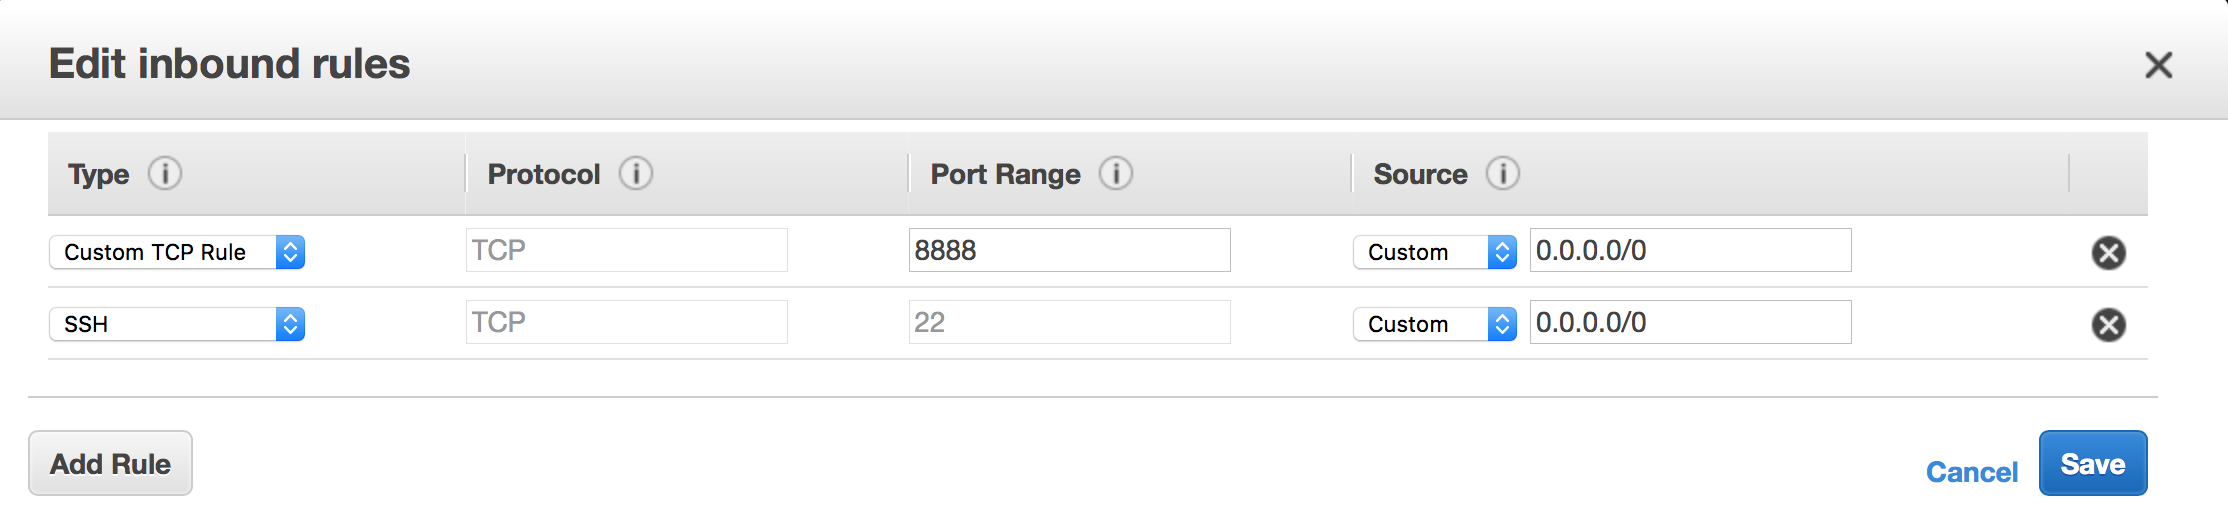 Edit inbound rules
Type Protocol Port Range Source
Custom TCP Rule TCP 8888 Custom 0.0.0.0/0
SSH TCP 22 Custom 0.0.0.0/0
Add Rule Cancel Save